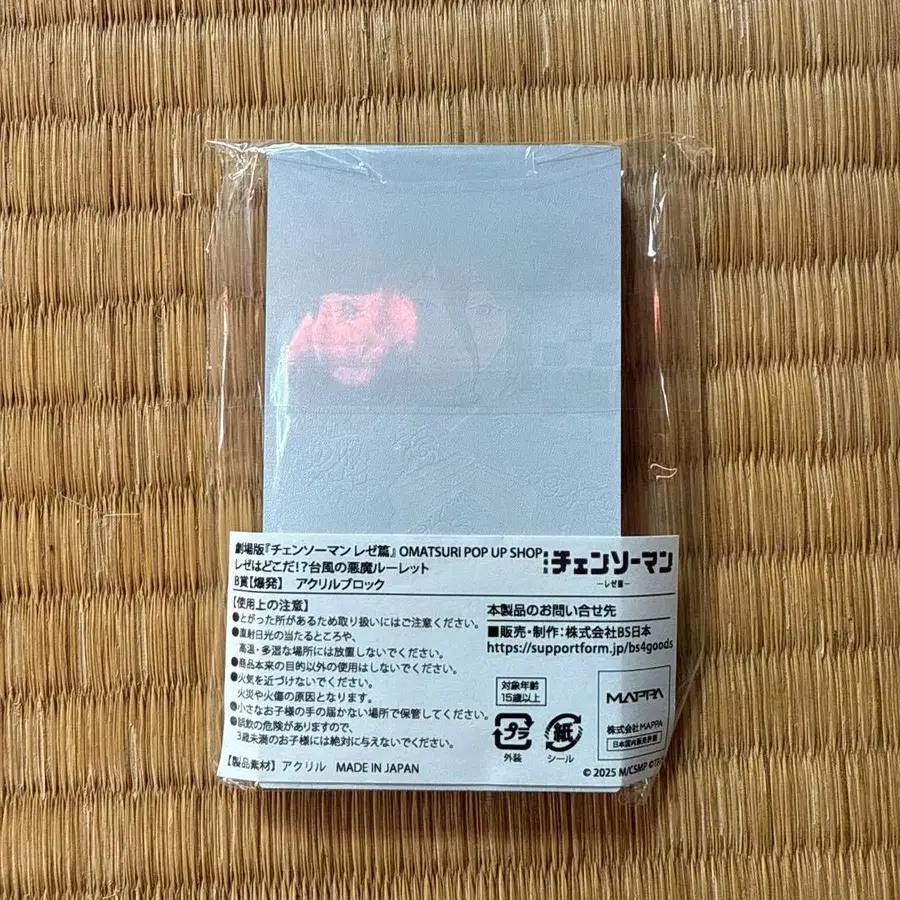 劇場版『チェンソーマン レゼ篇』OMATSURI POP UP SHOP
レゼはどこだ！？台風の悪魔ルーレット
B賞【爆発】 アクリルブロック
劇場版 チェンソーマン
ーレゼ篇ー
【使用上の注意】
●とがった所があるため取り扱いにはご注意ください。
●直射日光の当たるところや、
高温・多湿な場所には放置しないでください。
●商品本来の目的以外の使用はしないでください。
●火気を近づけないでください。
火災や火傷の原因となります。
小さなお子様の手の届かない場所で保管してください。
誤飲の危険がありますので、
3歳未満のお子様には絶対に与えないでください。
【製品素材】アクリル MADE IN JAPAN
本製品のお問い合せ先
■販売・制作：株式会社BS日本
https://supportform.jp/bs4goods
対象年齢
15歳以上
プラ
外装
紙
シール
MAPPA
株式会社MAPPA
日本国内販売許諾
© 2025 M/CSMP ©TF